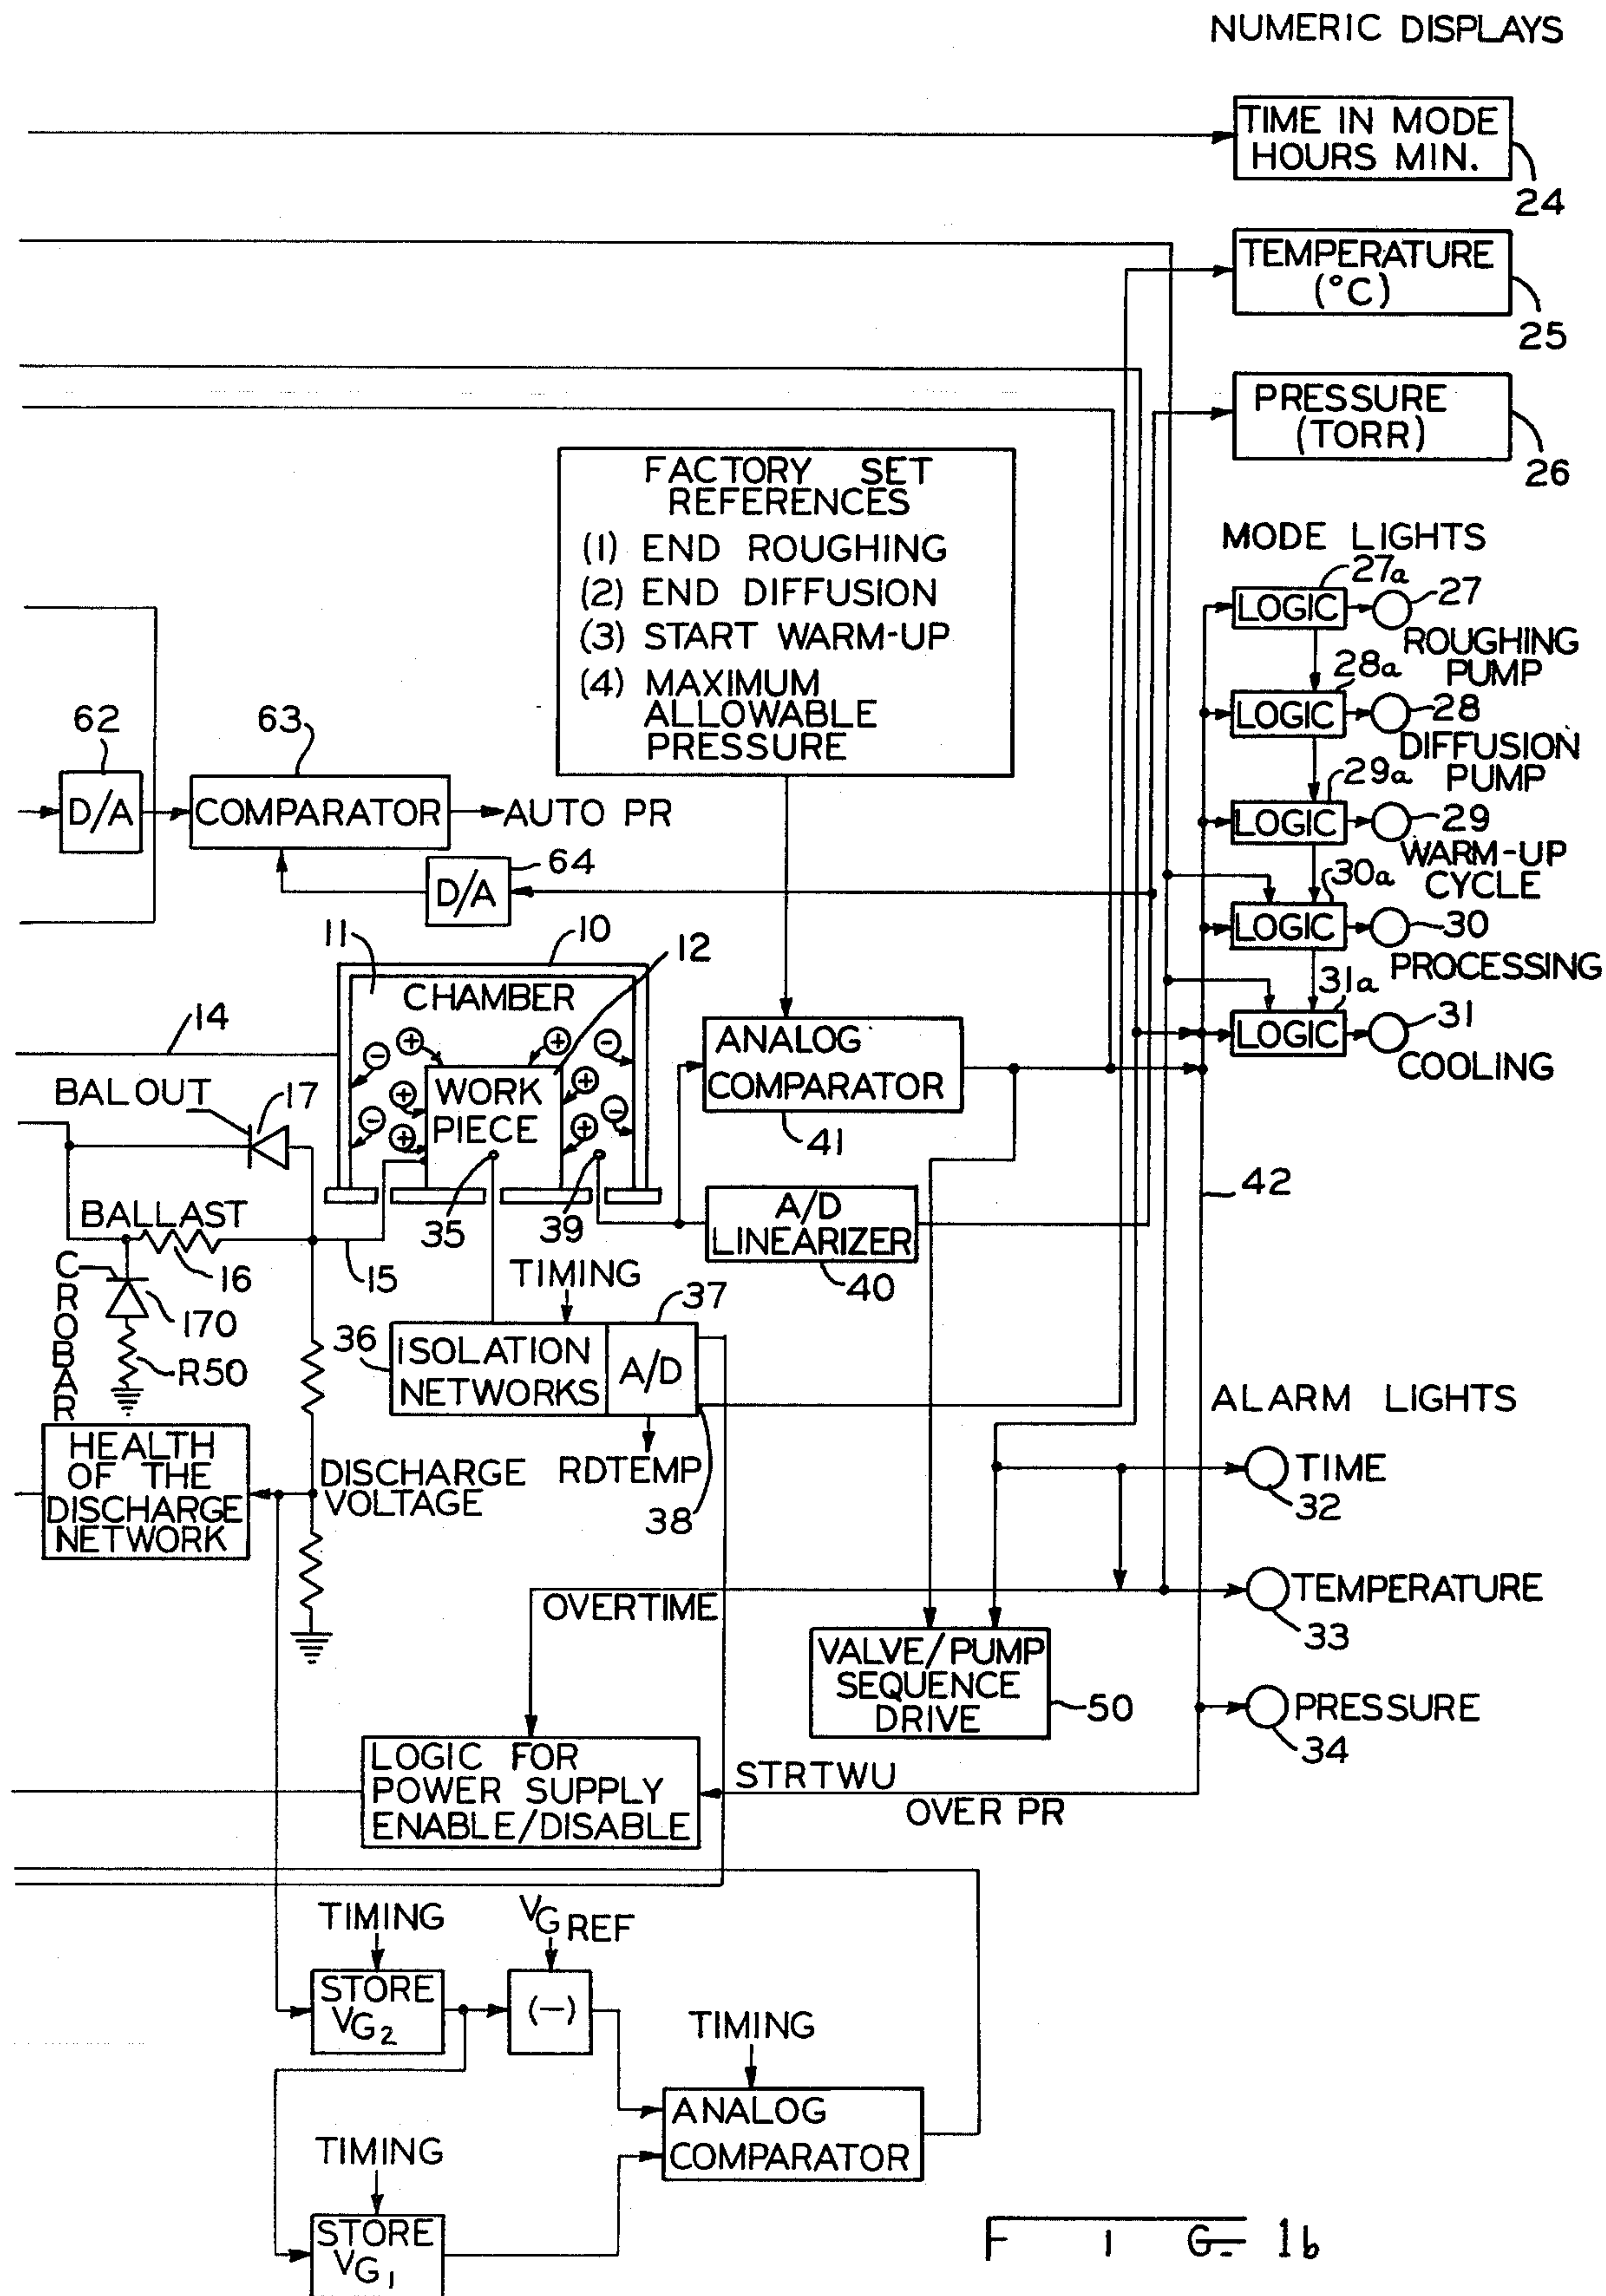 NUMERIC DISPLAYS
TIME IN MODE
HOURS MIN.
24
TEMPERATURE
(°C)
25
PRESSURE
(TORR)
26
FACTORY SET
REFERENCES
(1) END ROUGHING
(2) END DIFFUSION
(3) START WARM-UP
(4) MAXIMUM
ALLOWABLE
PRESSURE
MODE LIGHTS
27a
LOGIC
27
ROUGHING
PUMP
28a
LOGIC
28
DIFFUSION
PUMP
29a
LOGIC
29
WARM-UP
CYCLE
30a
LOGIC
30
PROCESSING
31a
LOGIC
31
COOLING
62
D/A
63
COMPARATOR
AUTO PR
64
D/A
11
10
12
CHAMBER
14
WORK
PIECE
ANALOG
COMPARATOR
41
BALOUT
17
42
BALLAST
16
15
35
39
A/D
LINEARIZER
40
CROBAR
170
R50
TIMING
37
36
ISOLATION
NETWORKS
A/D
RDTEMP
38
HEALTH
OF THE
DISCHARGE
NETWORK
DISCHARGE
VOLTAGE
ALARM LIGHTS
TIME
32
TEMPERATURE
33
PRESSURE
34
OVERTIME
VALVE/PUMP
SEQUENCE
DRIVE
50
LOGIC FOR
POWER SUPPLY
ENABLE/DISABLE
STRTWU
OVER PR
TIMING
VG REF
STORE
VG2
(-)
TIMING
ANALOG
COMPARATOR
TIMING
STORE
VG1
FIG_ 1b